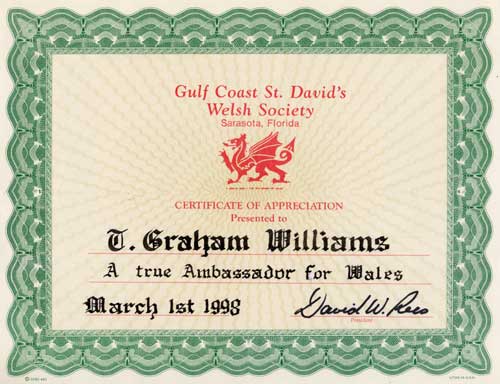 Gulf Coast St. David's
Welsh Society
Sarasota, Florida
CERTIFICATE OF APPRECIATION
Presented to
T. Graham Williams
A true Ambassador for Wales
March 1st 1998
David W. Rees
President